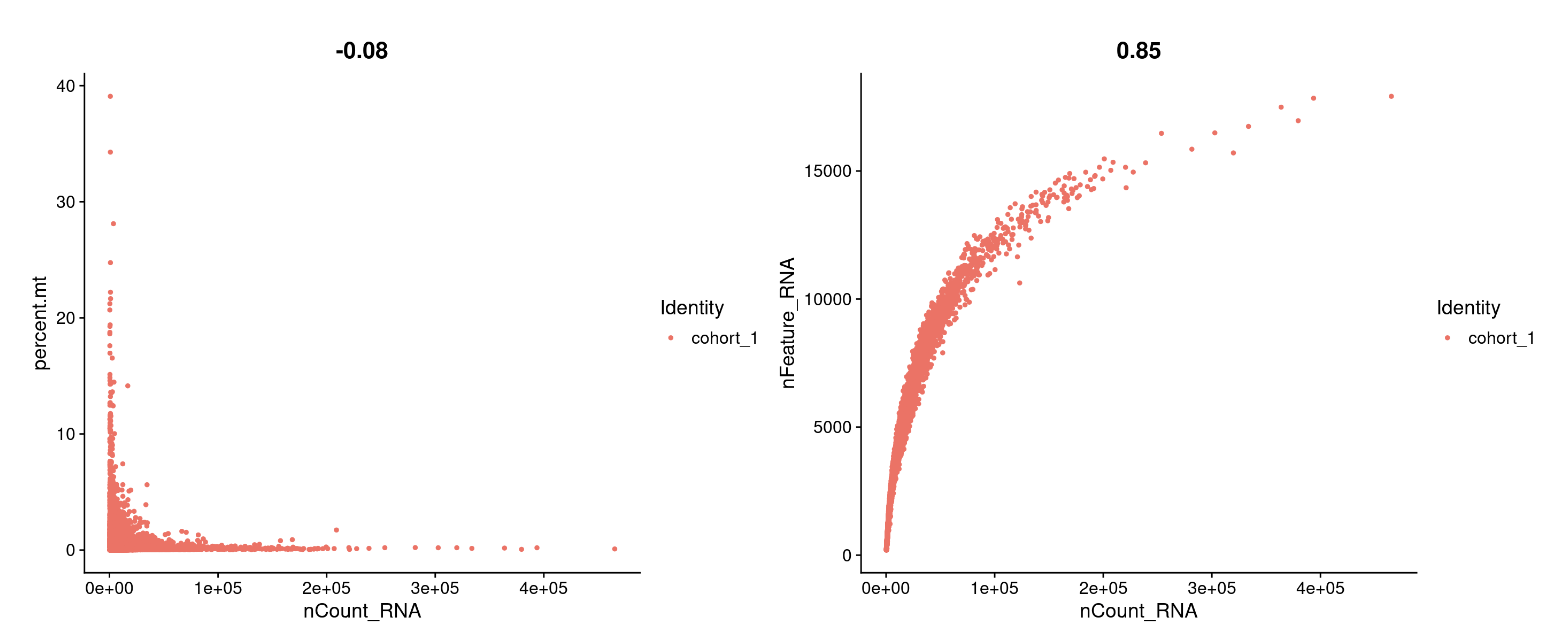 -0.08
40
30
20
10
0
percent.mt
0e+00
1e+05
2e+05
3e+05
4e+05
nCount_RNA
Identity
cohort_1
0.85
15000
10000
5000
0
nFeature_RNA
0e+00
1e+05
2e+05
3e+05
4e+05
nCount_RNA
Identity
cohort_1